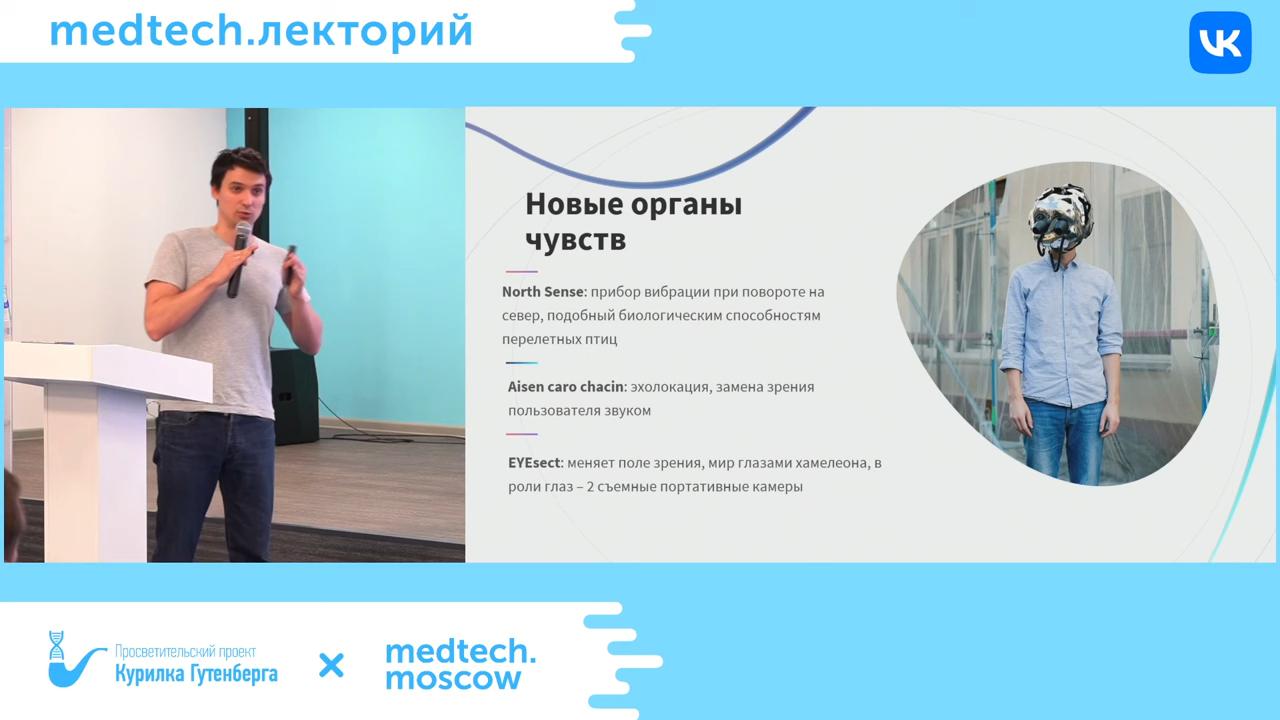 medtech.лекторий
VK
Новые органы
чувств
North Sense: прибор вибрации при повороте на
север, подобный биологическим способностям
перелетных птиц
Aisen caro chacin: эхолокация, замена зрения
пользователя звуком
EYEsect: меняет поле зрения, мир глазами хамелеона, в
роли глаз – 2 съемные портативные камеры
Просветительский проект
Курилка Гутенберга
medtech.
moscow